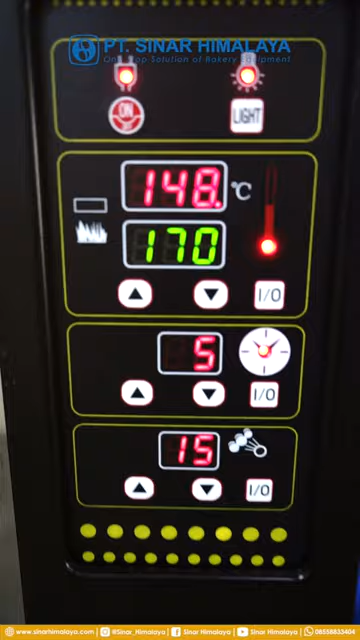 PT. SINAR HIMALAYA
One Stop Solution of Bakery Equipment
ON
LIGHT
148.
°C
170
I/O
5
I/O
15
I/O
www.sinarhimalaya.com | @Sinar_Himalaya | Sinar Himalaya | Sinar Himalaya | 08558833404